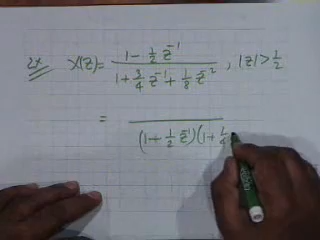 Ex X(Z) = (1 - 1/2 z^-1) / (1 + 3/4 z^-1 + 1/8 z^-2) , |z| > 1/2
= ──── / (1 + 1/2 z^-1)(1 + 1/4